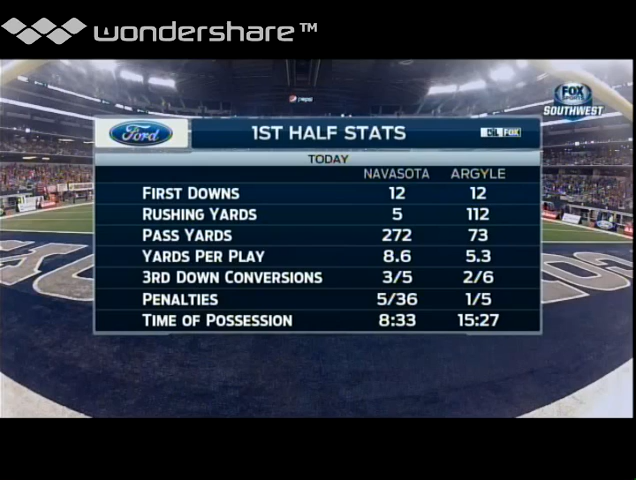 wondershare™
pepsi
FOX
SOUTHWEST
Ford
1ST HALF STATS
FOX
TODAY
NAVASOTA ARGYLE
FIRST DOWNS 12 12
RUSHING YARDS 5 112
PASS YARDS 272 73
YARDS PER PLAY 8.6 5.3
3RD DOWN CONVERSIONS 3/5 2/6
PENALTIES 5/36 1/5
TIME OF POSSESSION 8:33 15:27